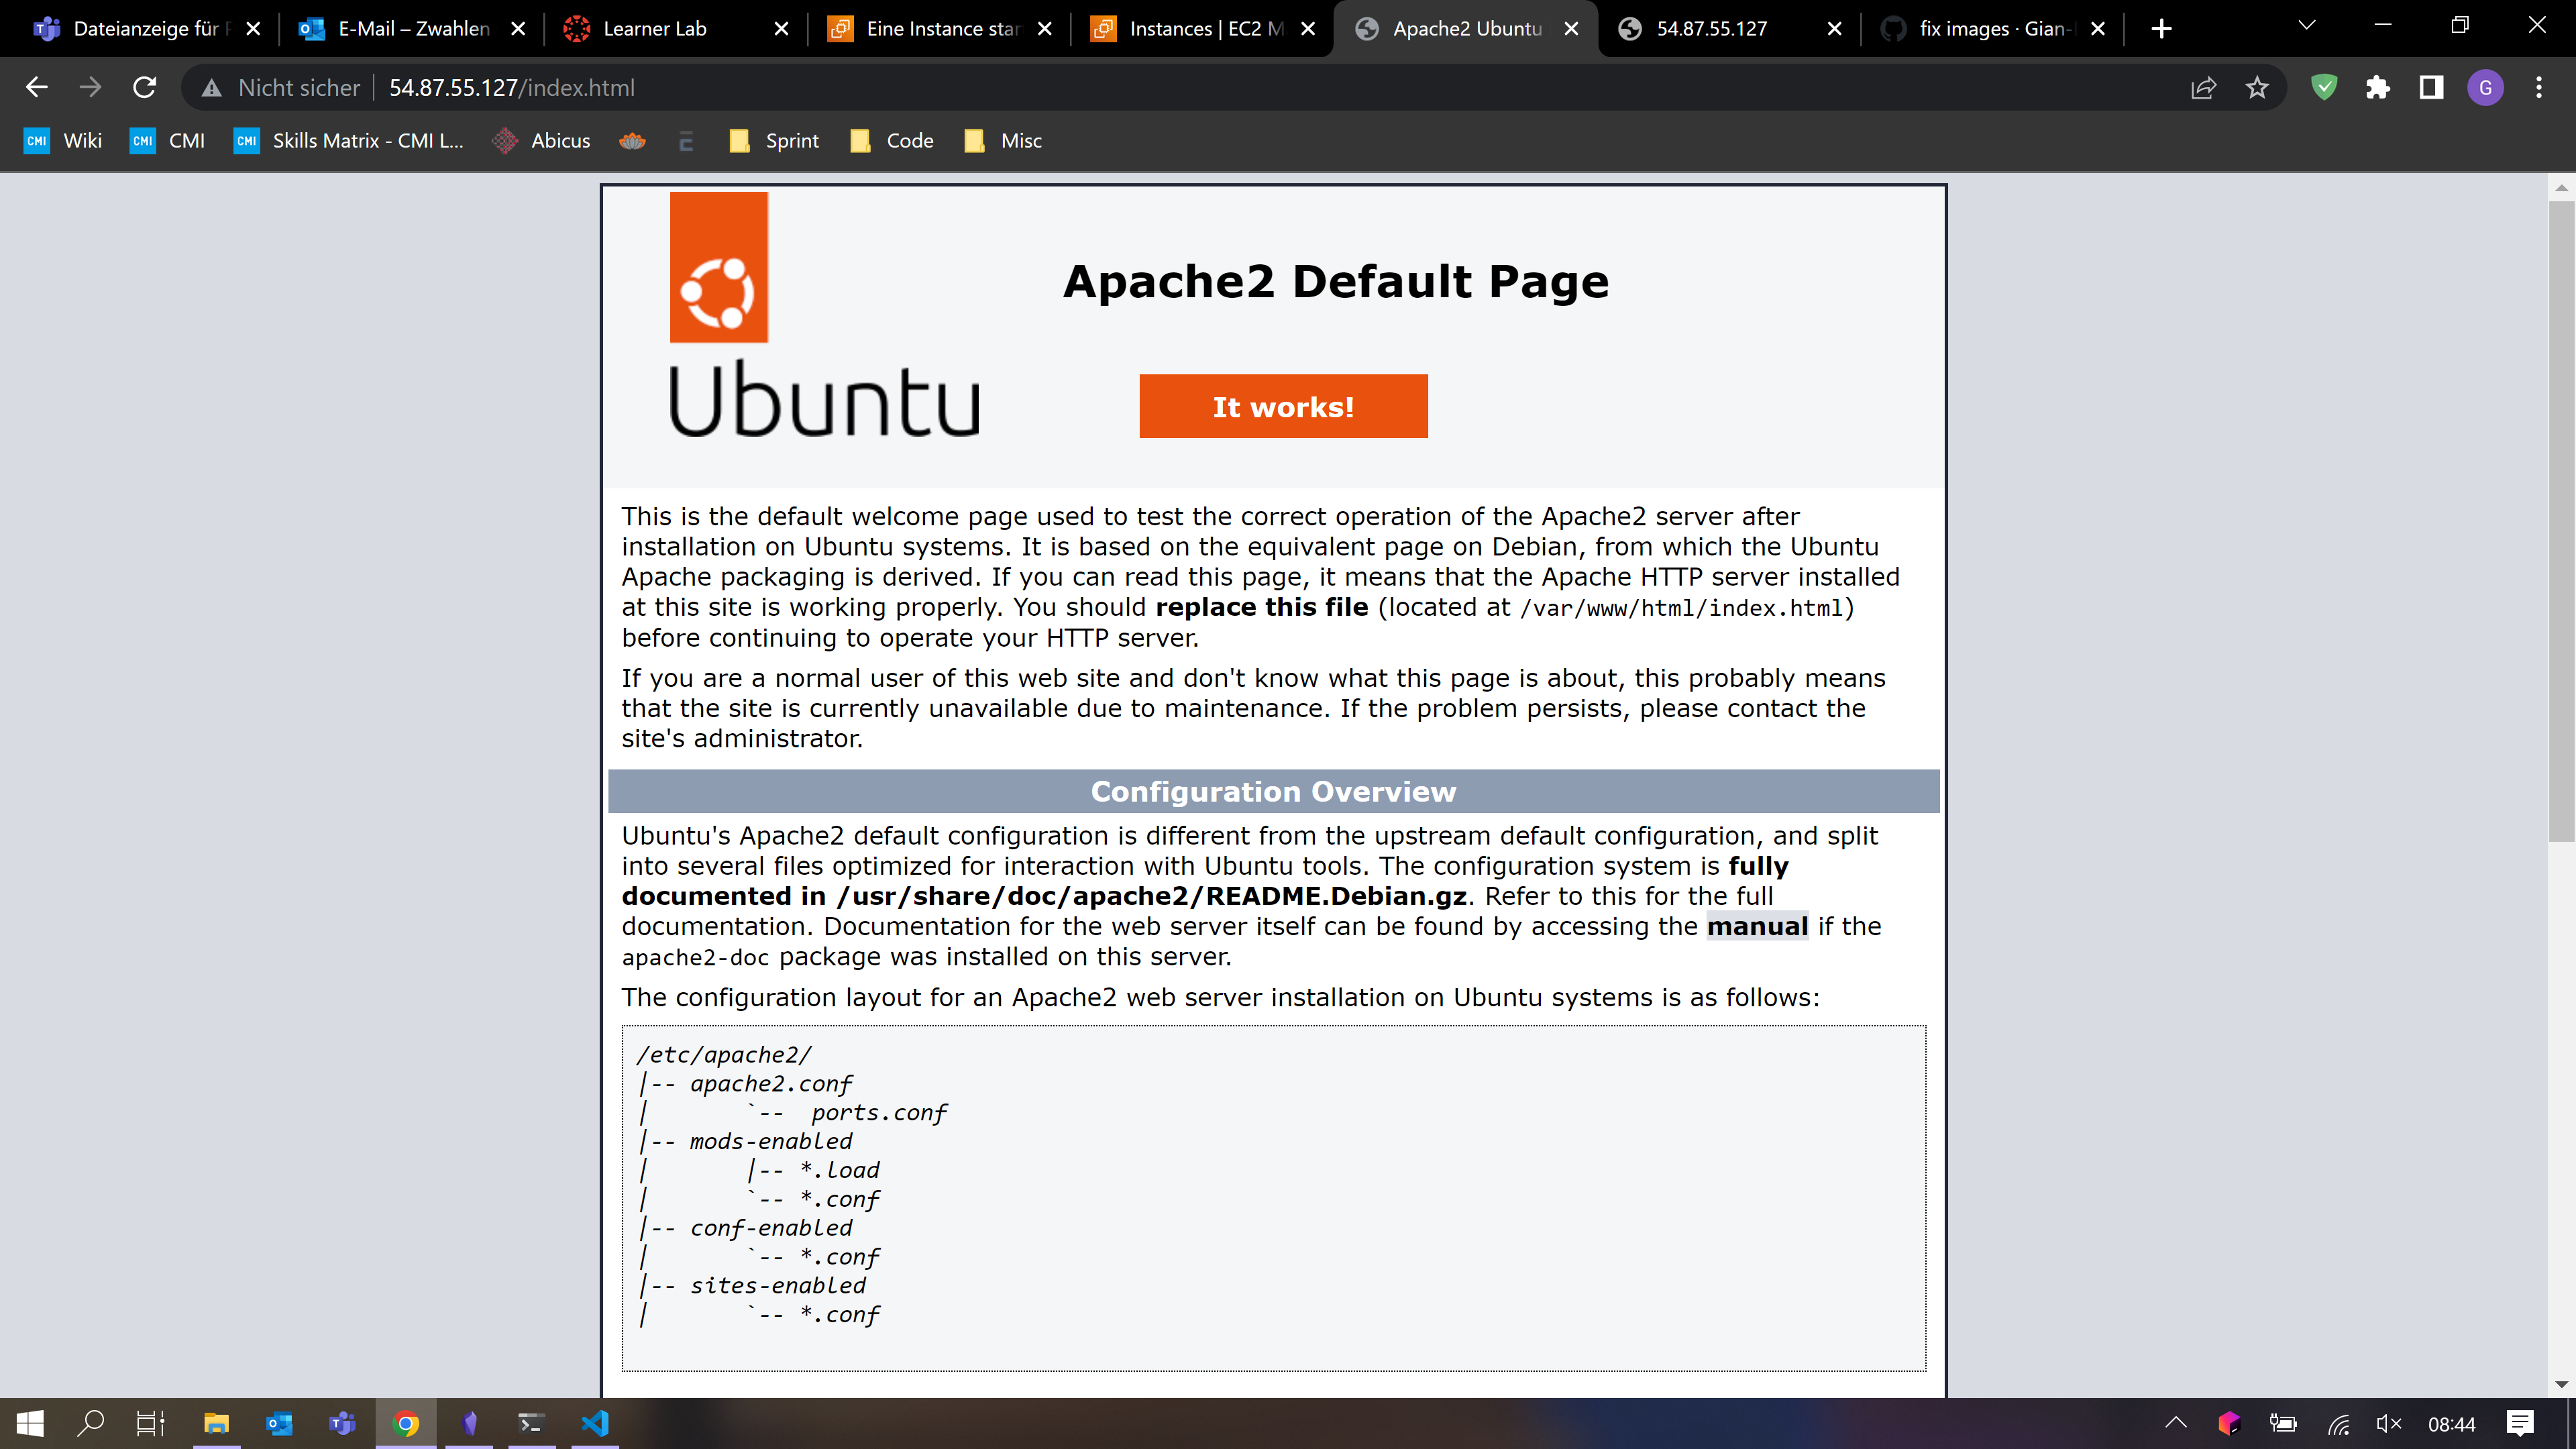 Dateianzeige für
E-Mail – Zwahlen
Learner Lab
Eine Instance star
Instances | EC2 M
Apache2 Ubuntu
54.87.55.127
fix images · Gian-
Nicht sicher
54.87.55.127/index.html
G
CMI Wiki
CMI CMI
CMI Skills Matrix - CMI L...
Abicus
Sprint
Code
Misc
Ubuntu
Apache2 Default Page
It works!
This is the default welcome page used to test the correct operation of the Apache2 server after
installation on Ubuntu systems. It is based on the equivalent page on Debian, from which the Ubuntu
Apache packaging is derived. If you can read this page, it means that the Apache HTTP server installed
at this site is working properly. You should replace this file (located at /var/www/html/index.html)
before continuing to operate your HTTP server.
If you are a normal user of this web site and don't know what this page is about, this probably means
that the site is currently unavailable due to maintenance. If the problem persists, please contact the
site's administrator.
Configuration Overview
Ubuntu's Apache2 default configuration is different from the upstream default configuration, and split
into several files optimized for interaction with Ubuntu tools. The configuration system is fully
documented in /usr/share/doc/apache2/README.Debian.gz. Refer to this for the full
documentation. Documentation for the web server itself can be found by accessing the manual if the
apache2-doc package was installed on this server.
The configuration layout for an Apache2 web server installation on Ubuntu systems is as follows:
/etc/apache2/
|-- apache2.conf
|       `--  ports.conf
|-- mods-enabled
|       |-- *.load
|       `-- *.conf
|-- conf-enabled
|       `-- *.conf
|-- sites-enabled
|       `-- *.conf
08:44